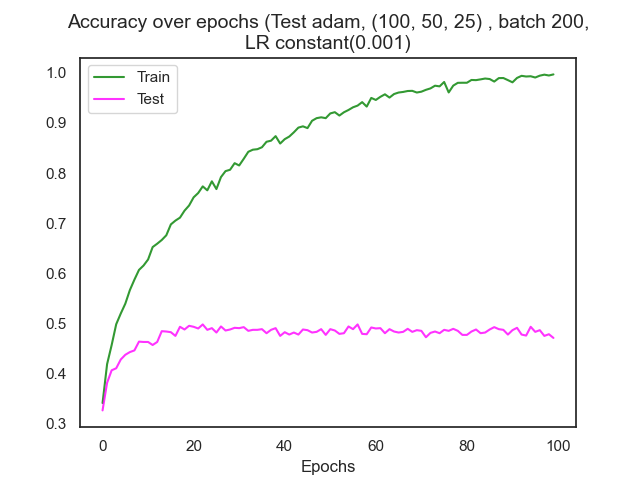 Accuracy over epochs (Test adam, (100, 50, 25) , batch 200,
LR constant(0.001)
Train
Test
1.0
0.9
0.8
0.7
0.6
0.5
0.4
0.3
0 20 40 60 80 100
Epochs